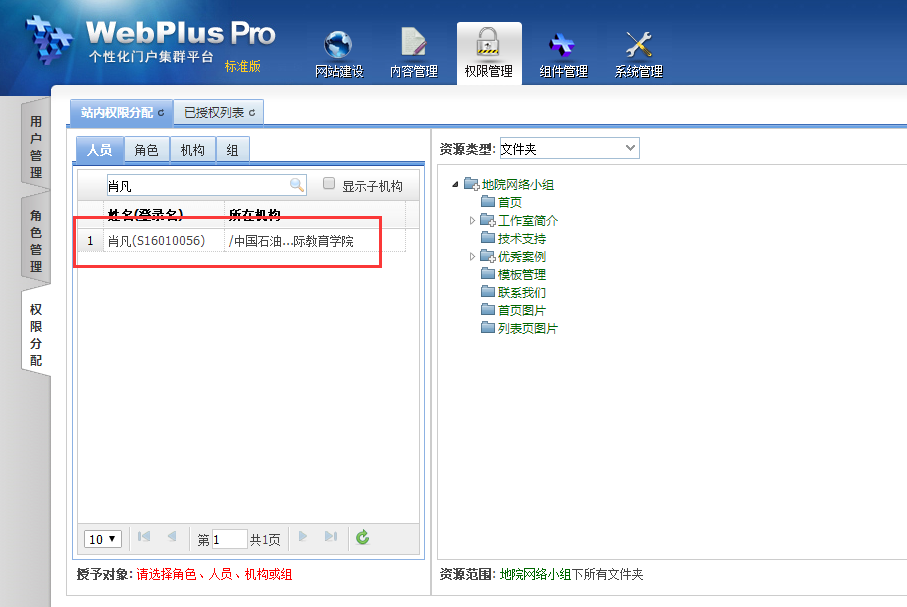 WebPlus Pro
个性化门户集群平台 标准版
网站建设 内容管理 权限管理 组件管理 系统管理
用户管理
角色管理
权限分配
站内权限分配 已授权列表
人员 角色 机构 组
肖凡 显示子机构
姓名(登录名) 所在机构
1 肖凡(S16010056) /中国石油...际教育学院
10 第 1 共1页
授予对象: 请选择角色、人员、机构或组
资源类型: 文件夹
地院网络小组
首页
工作室简介
技术支持
优秀案例
模板管理
联系我们
首页图片
列表页图片
资源范围: 地院网络小组下所有文件夹